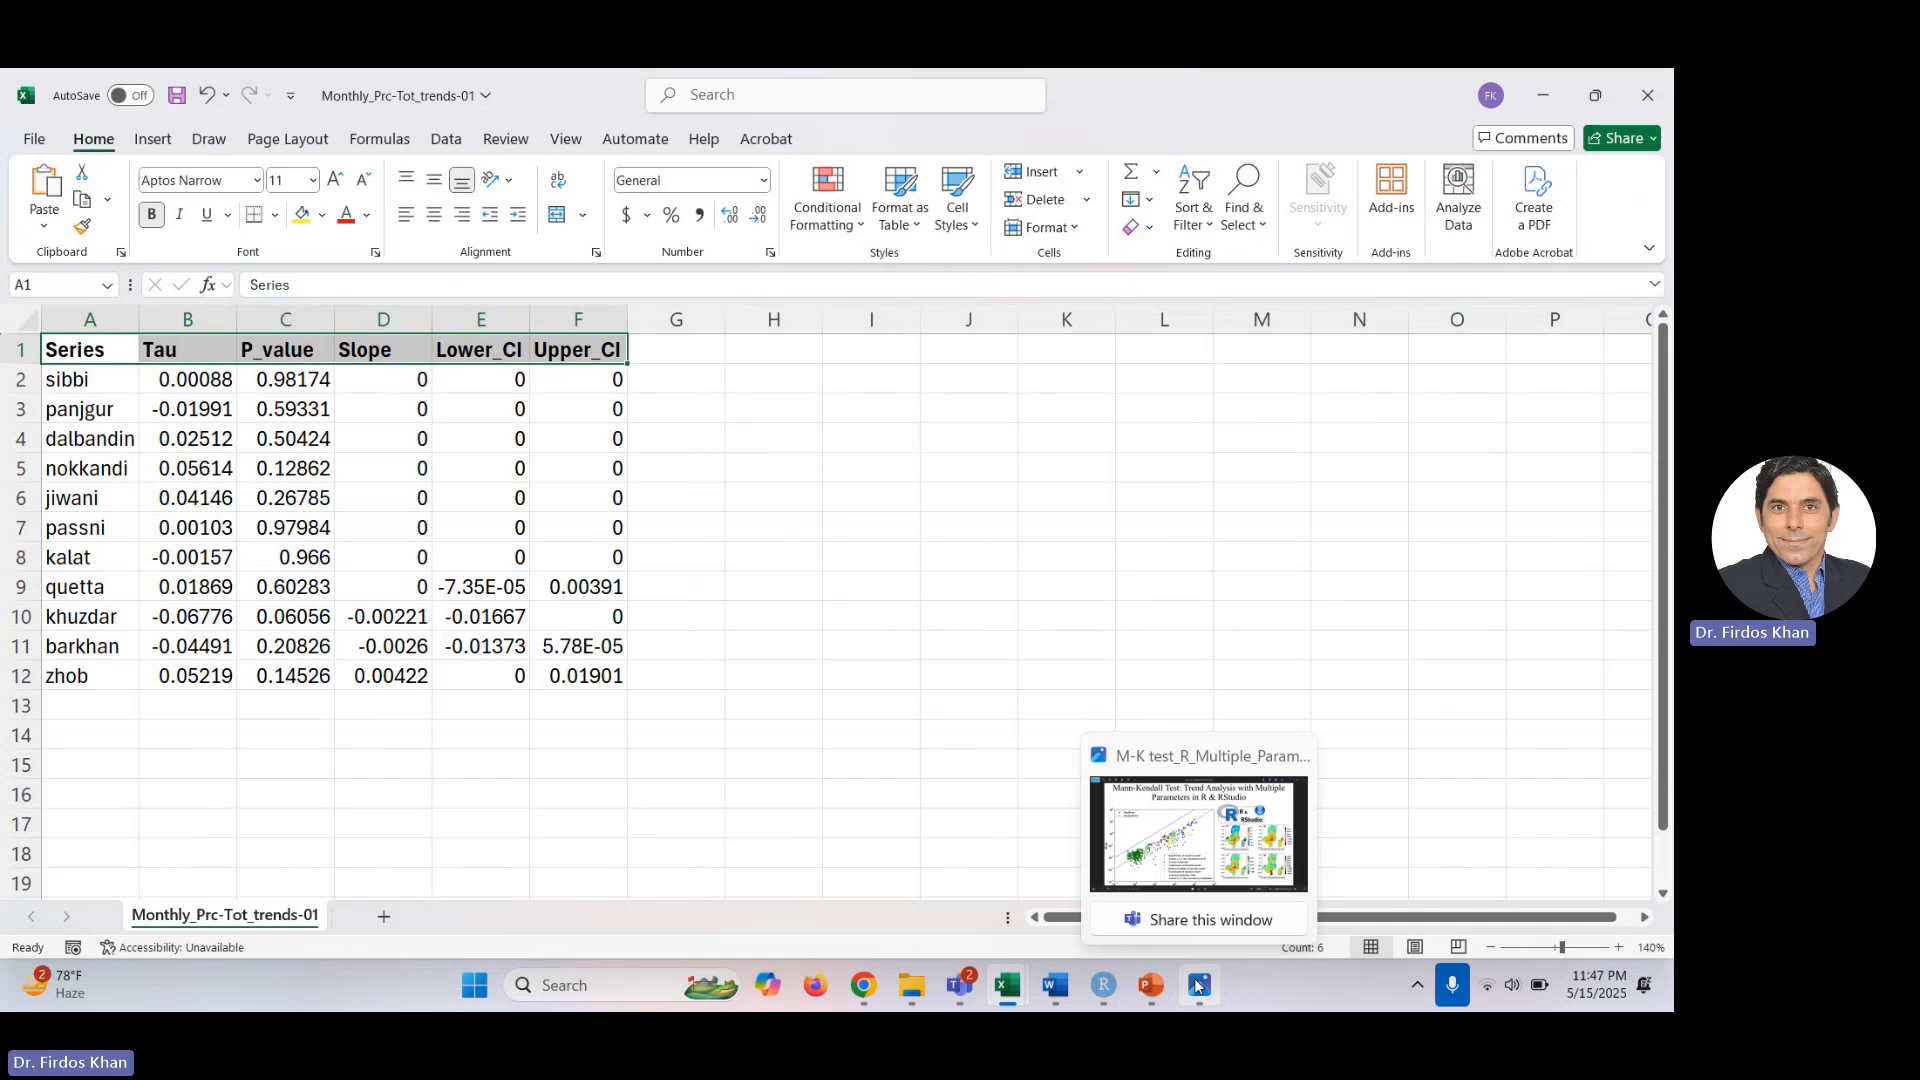 AutoSave Off Monthly_Prc-Tot_trends-01 Search FK
File Home Insert Draw Page Layout Formulas Data Review View Automate Help Acrobat Comments Share
Paste Aptos Narrow 11 General Conditional Formatting Format as Table Cell Styles Insert Delete Format Sort & Filter Find & Select Sensitivity Add-ins Analyze Data Create a PDF
Clipboard Font Alignment Number Styles Cells Editing Sensitivity Add-ins Adobe Acrobat
A1 fx Series
A B C D E F G H I J K L M N O P
1 Series Tau P_value Slope Lower_CI Upper_CI
2 sibbi 0.00088 0.98174 0 0 0
3 panjgur -0.01991 0.59331 0 0 0
4 dalbandin 0.02512 0.50424 0 0 0
5 nokkandi 0.05614 0.12862 0 0 0
6 jiwani 0.04146 0.26785 0 0 0
7 passni 0.00103 0.97984 0 0 0
8 kalat -0.00157 0.966 0 0 0
9 quetta 0.01869 0.60283 0 -7.35E-05 0.00391
10 khuzdar -0.06776 0.06056 -0.00221 -0.01667 0
11 barkhan -0.04491 0.20826 -0.0026 -0.01373 5.78E-05
12 zhob 0.05219 0.14526 0.00422 0 0.01901
13
14
15
16
17
18
19
Dr. Firdos Khan
M-K test_R_Multiple_Param...
Mann-Kendall Test: Trend Analysis with Multiple
Parameters in R & RStudio
R &
RStudio
Share this window
Monthly_Prc-Tot_trends-01
Ready Accessibility: Unavailable Count: 6 140%
2 78°F
Haze
Search
2
11:47 PM
5/15/2025
Dr. Firdos Khan